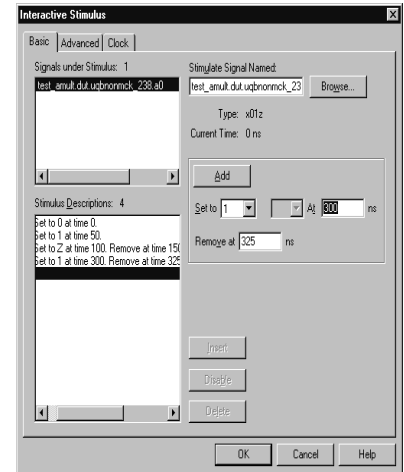 Interactive Stimulus
Basic Advanced Clock
Signals under Stimulus: 1
test_amult.dut.uqbnonmck_238.a0
Stimulate Signal Named:
test_amult.dut.uqbnonmck_23 Browse...
Type: x01z
Current Time: 0 ns
Add
Set to 1 At 300 ns
Remove at 325 ns
Stimulus Descriptions: 4
Set to 0 at time 0.
Set to 1 at time 50.
Set to Z at time 100. Remove at time 150
Set to 1 at time 300. Remove at time 325
Insert
Disable
Delete
OK Cancel Help